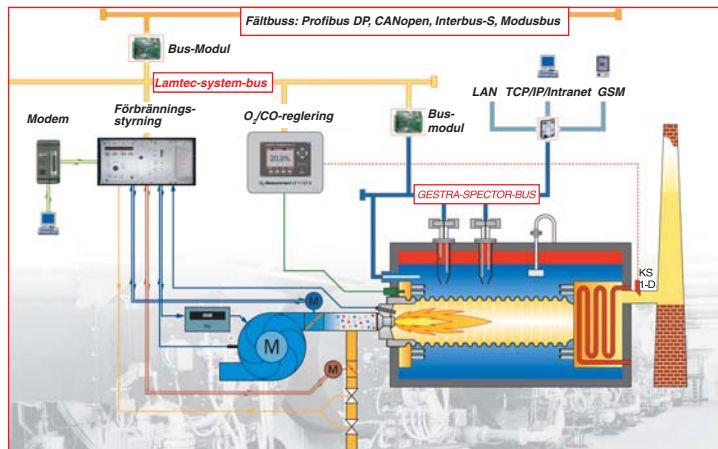 Fältbuss: Profibus DP, CANopen, Interbus-S, Modusbus
Bus-Modul
Lamtec-system-bus
LAN TCP/IP/Intranet GSM
Modem
Förbrännings-
styrning
O2/CO-reglering
Bus-
modul
20,9%
GESTRA-SPECTOR-BUS
KS
1-D
M
M
M